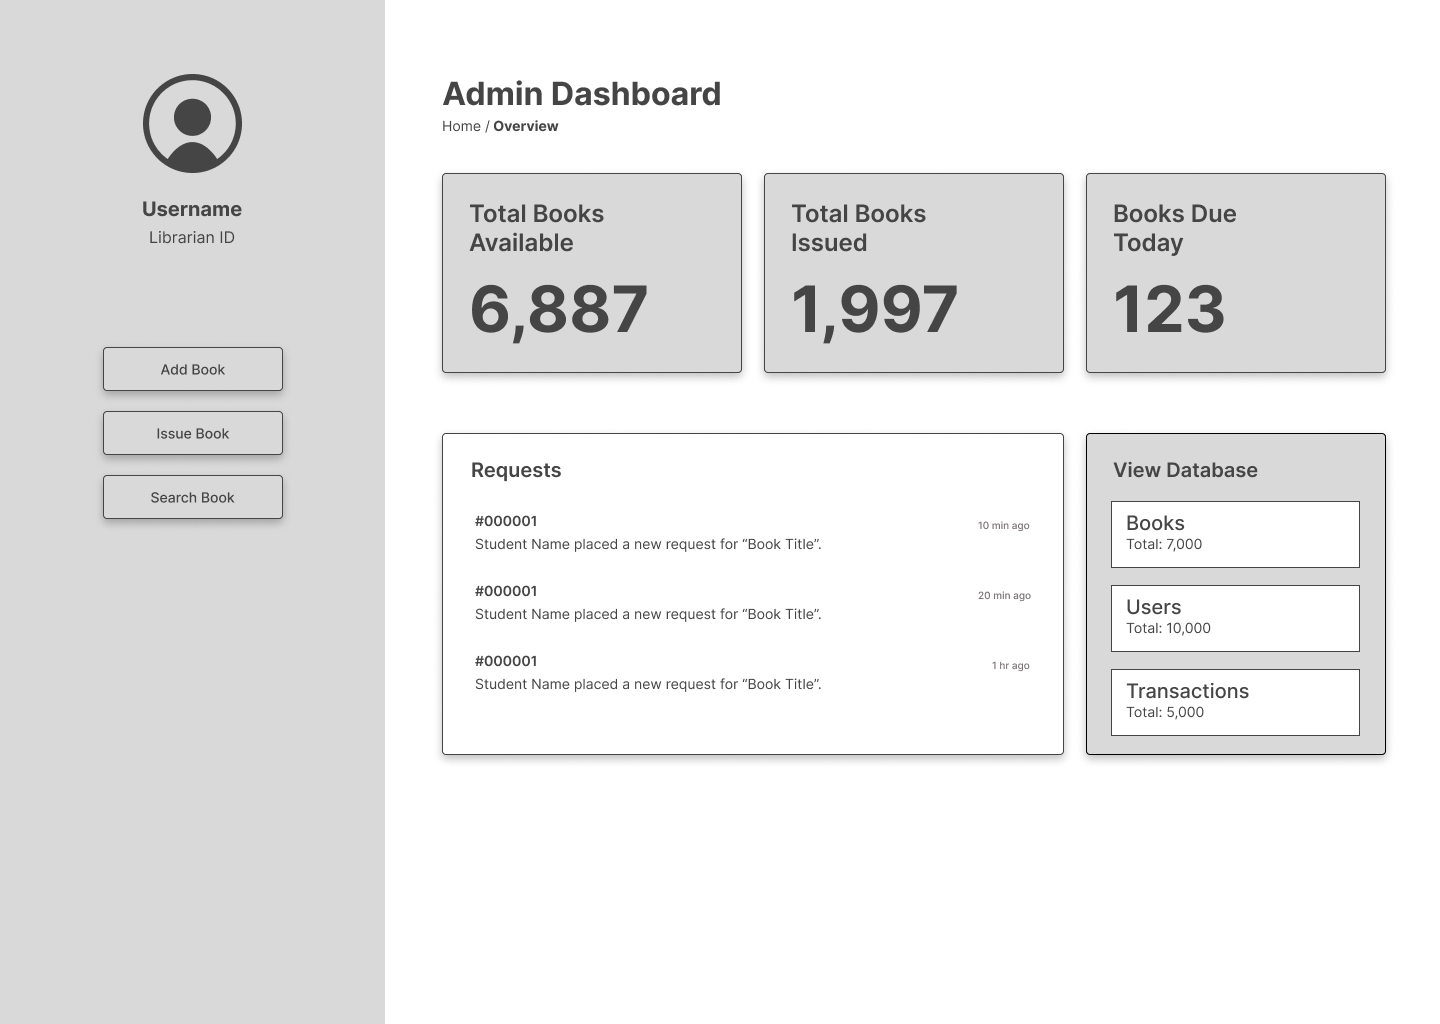 Username
Librarian ID
Add Book
Issue Book
Search Book
Admin Dashboard
Home / Overview
Total Books
Available
6,887
Total Books
Issued
1,997
Books Due
Today
123
Requests
#000001
10 min ago
Student Name placed a new request for “Book Title”.
#000001
20 min ago
Student Name placed a new request for “Book Title”.
#000001
1 hr ago
Student Name placed a new request for “Book Title”.
View Database
Books
Total: 7,000
Users
Total: 10,000
Transactions
Total: 5,000